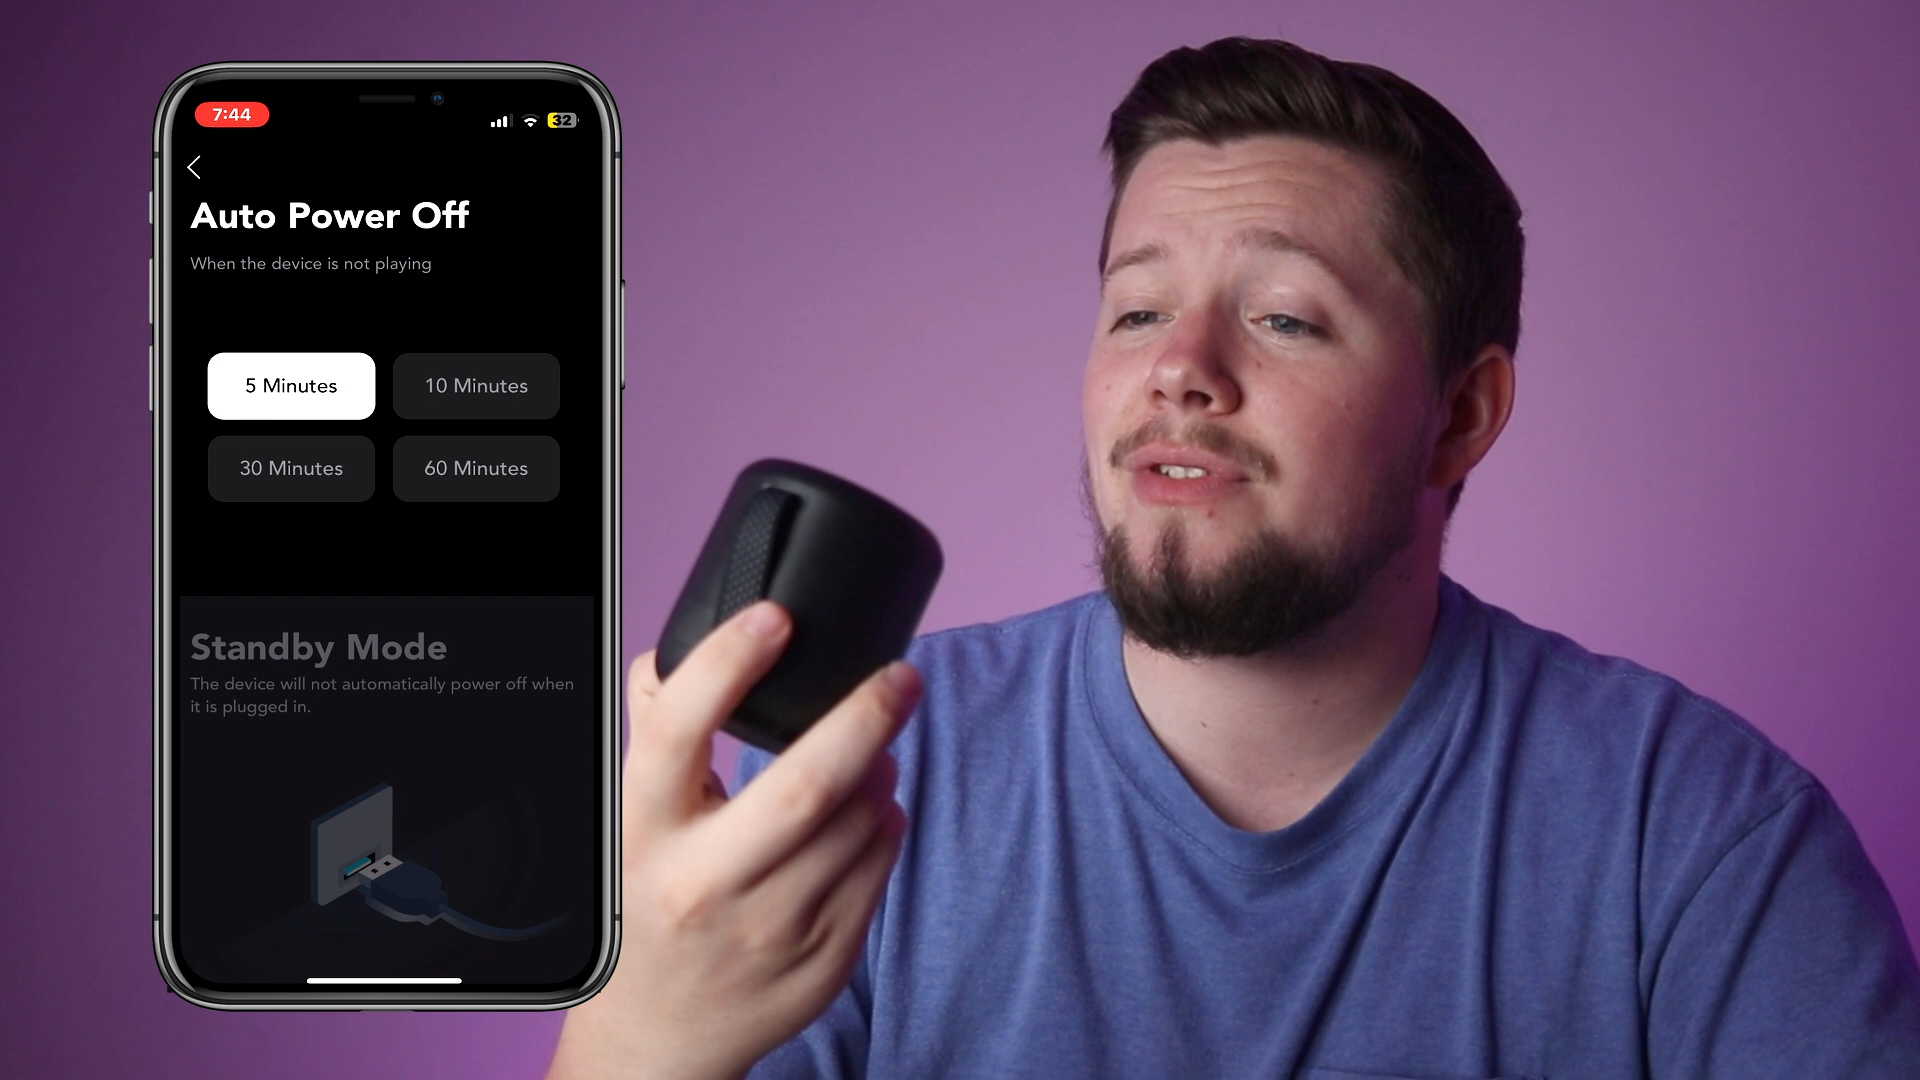 7:44
32
Auto Power Off
When the device is not playing
5 Minutes
10 Minutes
30 Minutes
60 Minutes
Standby Mode
The device will not automatically power off when
it is plugged in.